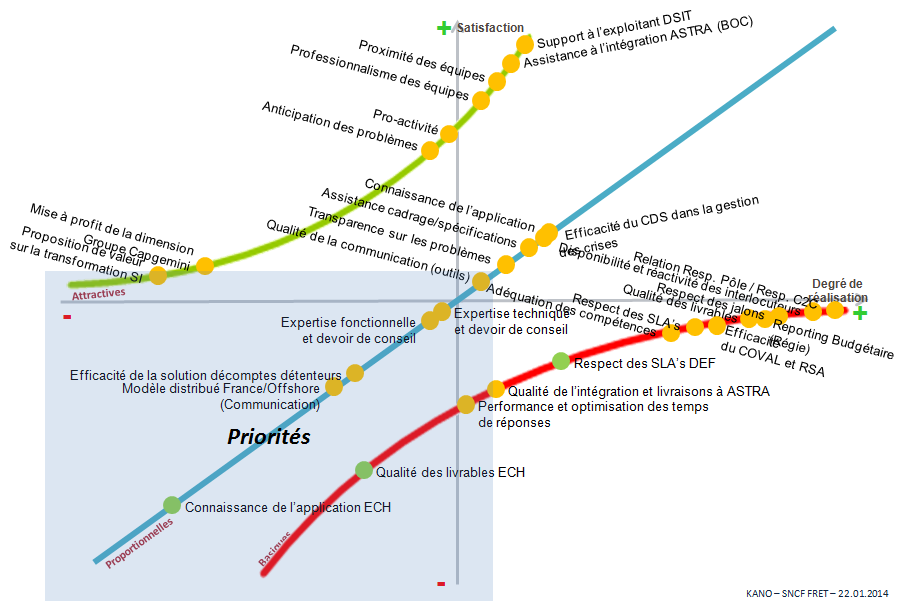 + Satisfaction
Support à l'exploitant DSIT
Assistance à l'intégration ASTRA (BOC)
Proximité des équipes
Professionnalisme des équipes
Pro-activité
Anticipation des problèmes
Connaissance de l'application
Assistance cadrage/spécifications
Transparence sur les problèmes
Qualité de la communication (outils)
Efficacité du CDS dans la gestion
des crises
Disponibilité et réactivité des interlocuteurs
Mise à profit de la dimension
Groupe Capgemini
Proposition de valeur
sur la transformation SI
Attractives
Relation Resp. Pôle / Resp. C2C
Respect des jalons
Qualité des livrables
Respect des SLA's
Adéquation des
compétences
Degré de
réalisation
-
+
Reporting Budgétaire
(Régie)
Efficacité
du COVAL et RSA
Expertise technique
et devoir de conseil
Expertise fonctionnelle
et devoir de conseil
Respect des SLA's DEF
Efficacité de la solution décomptes détenteurs
Modèle distribué France/Offshore
(Communication)
Qualité de l'intégration et livraisons à ASTRA
Performance et optimisation des temps
de réponses
Priorités
Qualité des livrables ECH
Connaissance de l'application ECH
Proportionnelles
Basiques
-
KANO – SNCF FRET – 22.01.2014